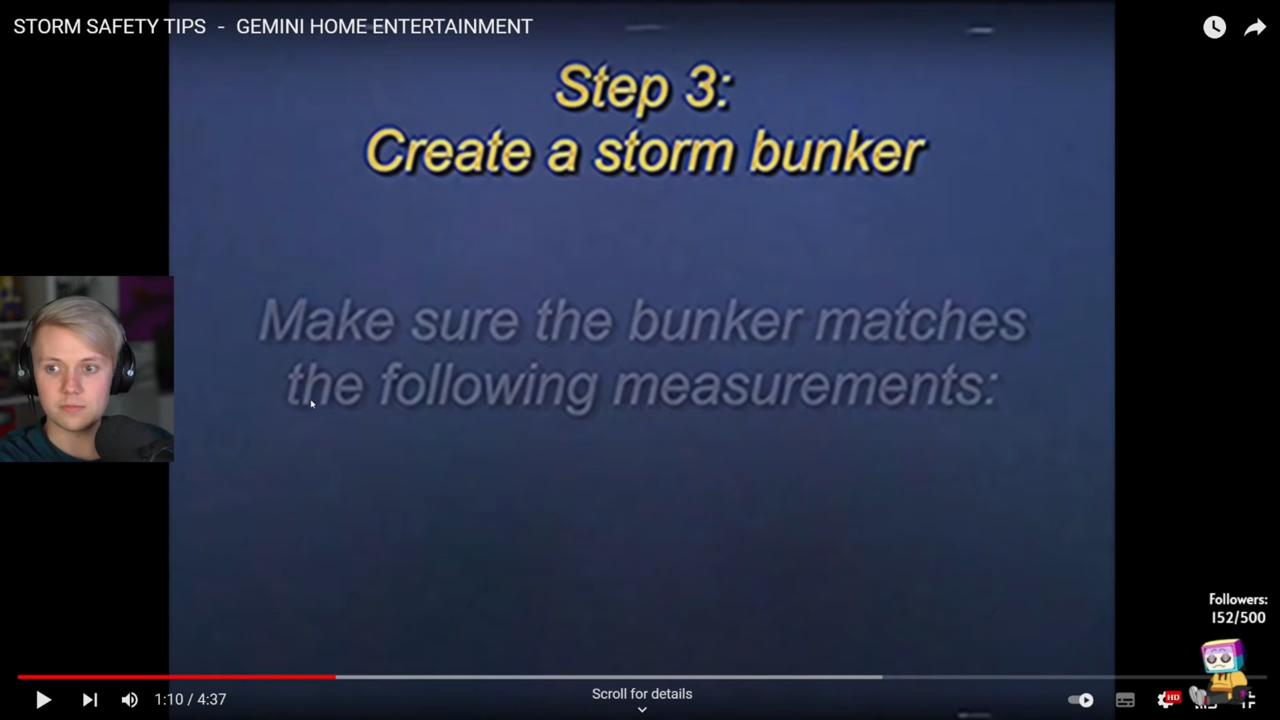 STORM SAFETY TIPS - GEMINI HOME ENTERTAINMENT
Step 3:
Create a storm bunker
Make sure the bunker matches
the following measurements:
Followers:
152/500
1:10 / 4:37
Scroll for details
HD